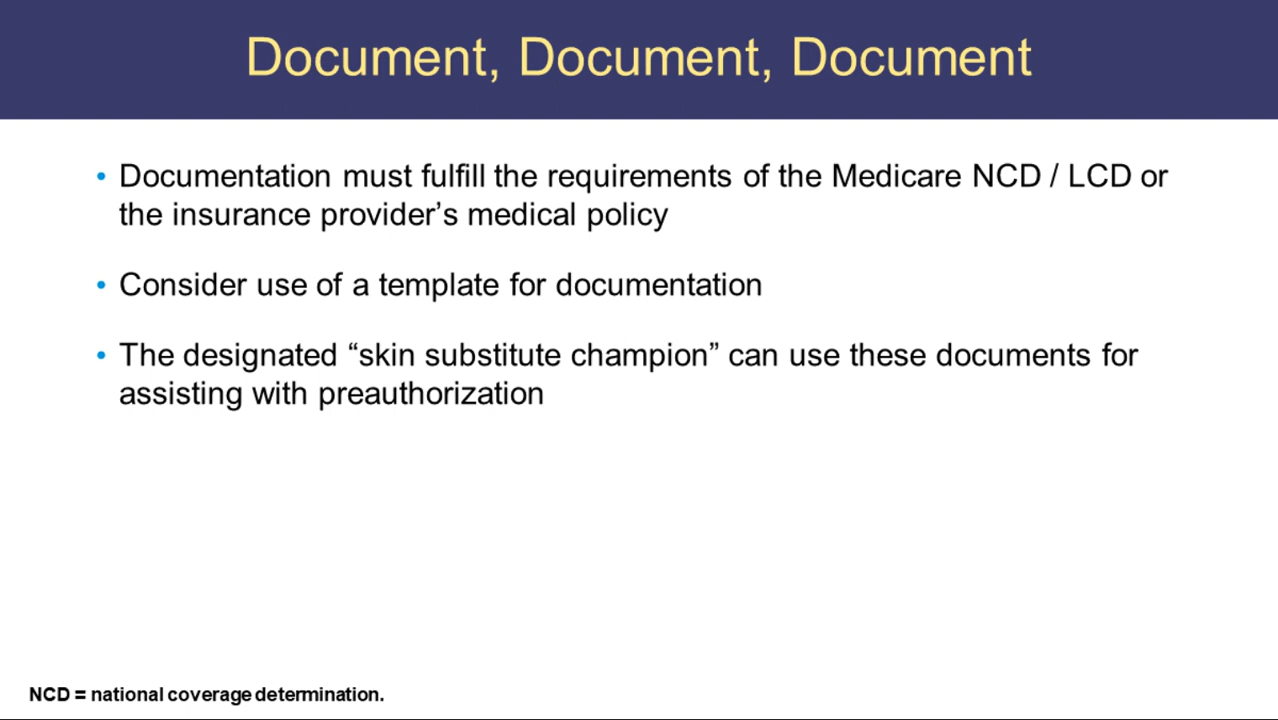 Document, Document, Document
• Documentation must fulfill the requirements of the Medicare NCD / LCD or
the insurance provider’s medical policy
• Consider use of a template for documentation
• The designated “skin substitute champion” can use these documents for
assisting with preauthorization
NCD = national coverage determination.